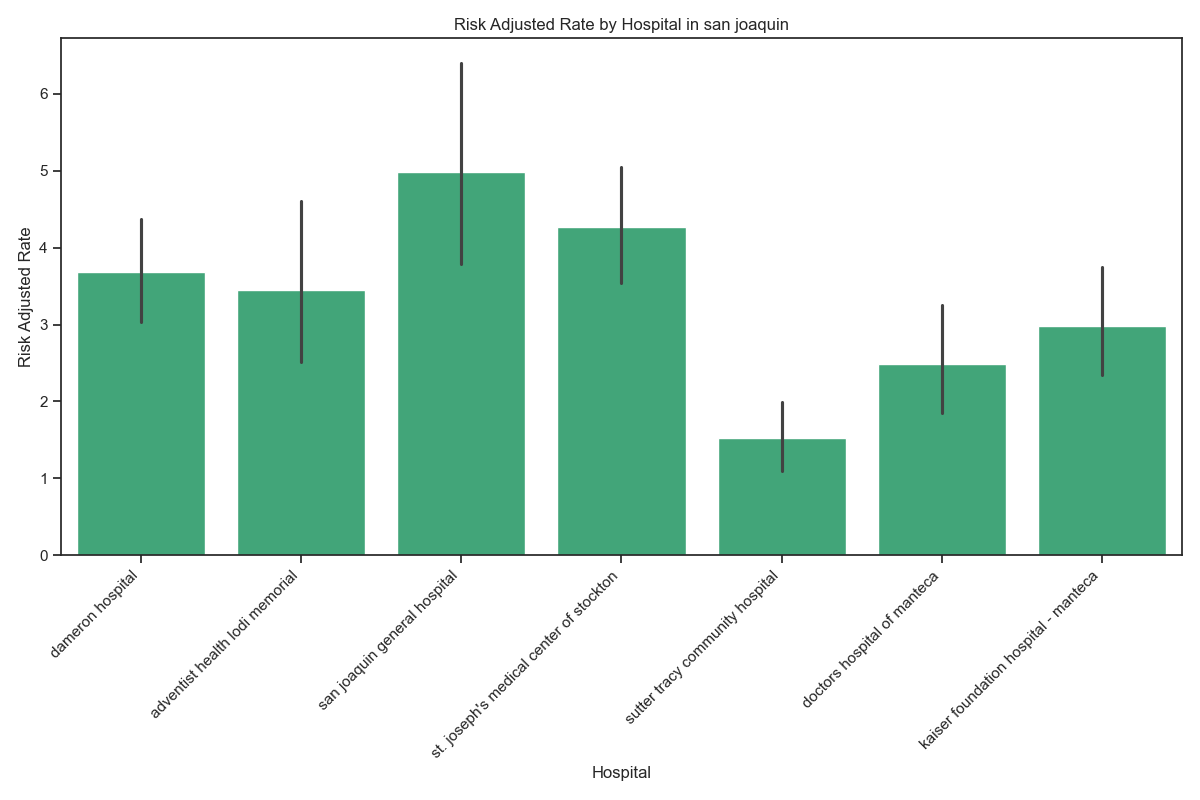 Risk Adjusted Rate by Hospital in san joaquin
Risk Adjusted Rate
6
5
4
3
2
1
0
dameron hospital
adventist health lodi memorial
san joaquin general hospital
st. joseph's medical center of stockton
sutter tracy community hospital
doctors hospital of manteca
kaiser foundation hospital - manteca
Hospital